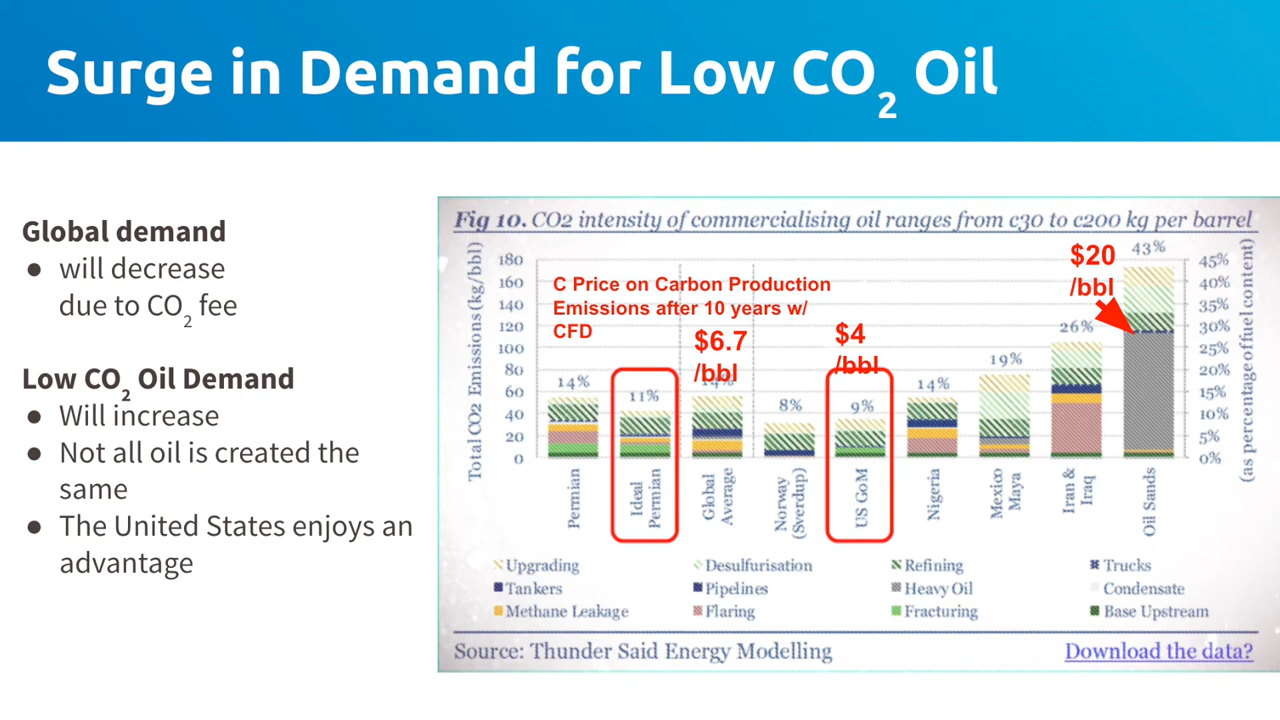 Surge in Demand for Low CO2 Oil
Global demand
● will decrease
due to CO2 fee
Low CO2 Oil Demand
● Will increase
● Not all oil is created the
same
● The United States enjoys an
advantage
Fig 10. CO2 intensity of commercialising oil ranges from c30 to c200 kg per barrel
Total CO2 Emissions (kg/bbl)
180
160
140
120
100
80
60
40
20
0
C Price on Carbon Production
Emissions after 10 years w/
CFD
$6.7
/bbl
$4
/bbl
$20
/bbl
14%
11%
14%
8%
9%
14%
19%
26%
43%
45%
40%
35%
30%
25%
20%
15%
10%
5%
0%
(as percentage of fuel content)
Permian
Ideal
Permian
Global
Average
Norway
(Sverdup)
US GoM
Nigeria
Mexico
Maya
Iran &
Iraq
Oil Sands
Upgrading
Desulfurisation
Refining
Trucks
Tankers
Pipelines
Heavy Oil
Condensate
Methane Leakage
Flaring
Fracturing
Base Upstream
Source: Thunder Said Energy Modelling
Download the data?